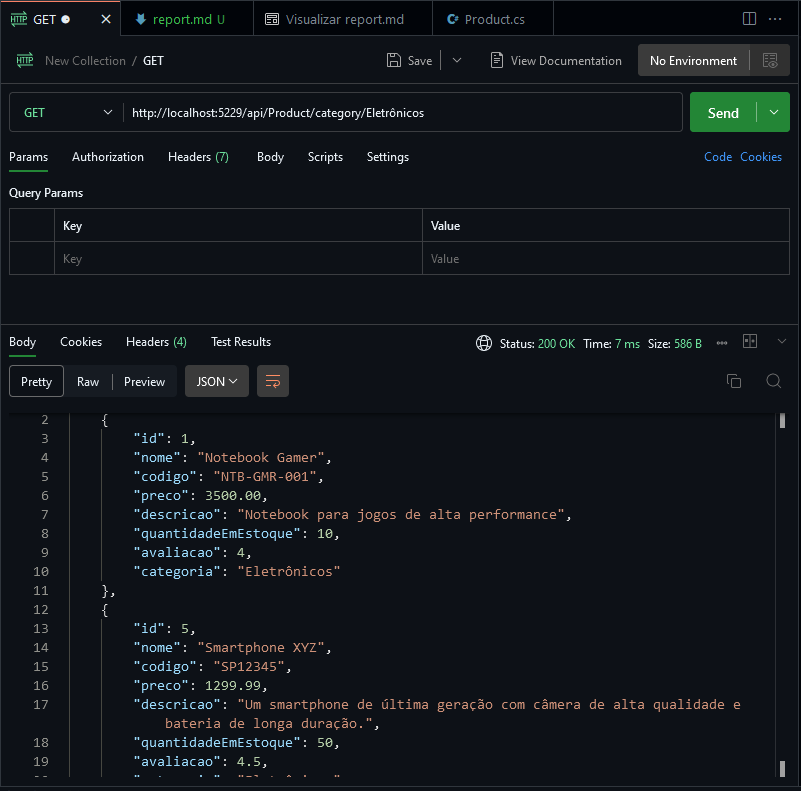 HTTP GET report.md U Visualizar report.md C# Product.cs
HTTP New Collection / GET Save View Documentation No Environment
GET http://localhost:5229/api/Product/category/Eletrônicos Send
Params Authorization Headers (7) Body Scripts Settings Code Cookies
Query Params
Key Value
Key Value
Body Cookies Headers (4) Test Results Status: 200 OK Time: 7 ms Size: 586 B
Pretty Raw Preview JSON
2 {
3 "id": 1,
4 "nome": "Notebook Gamer",
5 "codigo": "NTB-GMR-001",
6 "preco": 3500.00,
7 "descricao": "Notebook para jogos de alta performance",
8 "quantidadeEmEstoque": 10,
9 "avaliacao": 4,
10 "categoria": "Eletrônicos"
11 },
12 {
13 "id": 5,
14 "nome": "Smartphone XYZ",
15 "codigo": "SP12345",
16 "preco": 1299.99,
17 "descricao": "Um smartphone de última geração com câmera de alta qualidade e
bateria de longa duração.",
18 "quantidadeEmEstoque": 50,
19 "avaliacao": 4.5,